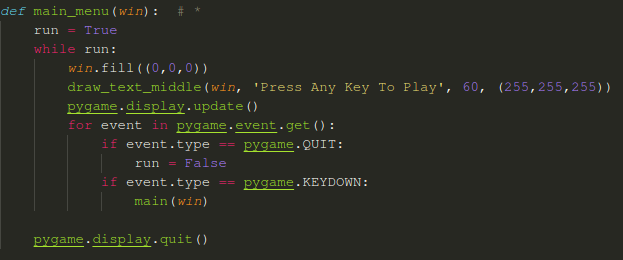 def main_menu(win):  # *
    run = True
    while run:
        win.fill((0,0,0))
        draw_text_middle(win, 'Press Any Key To Play', 60, (255,255,255))
        pygame.display.update()
        for event in pygame.event.get():
            if event.type == pygame.QUIT:
                run = False
            if event.type == pygame.KEYDOWN:
                main(win)

    pygame.display.quit()